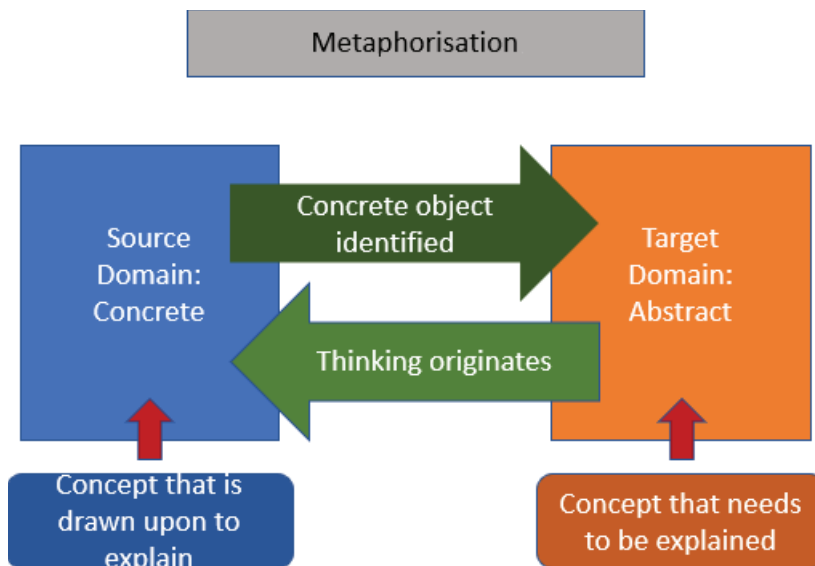 Metaphorisation
Source
Domain:
Concrete
Concrete object
identified
Thinking originates
Target
Domain:
Abstract
Concept that is
drawn upon to
explain
Concept that needs
to be explained